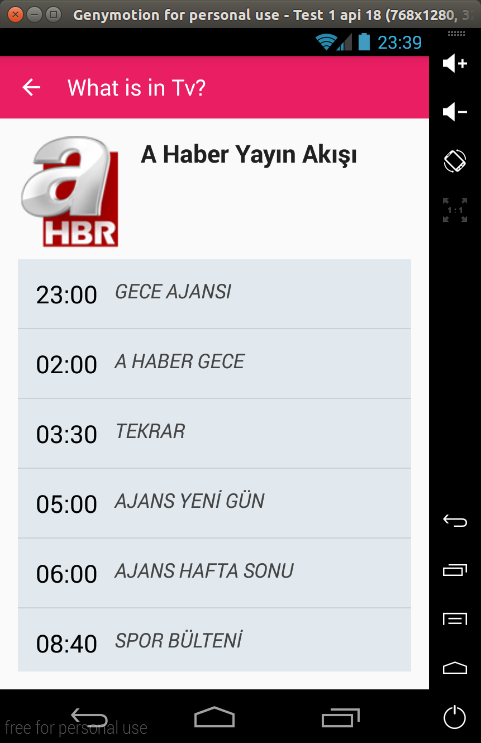 Genymotion for personal use - Test 1 api 18 (768x1280, 3
23:39
What is in Tv?
a
HBR
A Haber Yayın Akışı
23:00 GECE AJANSI
02:00 A HABER GECE
03:30 TEKRAR
05:00 AJANS YENİ GÜN
06:00 AJANS HAFTA SONU
08:40 SPOR BÜLTENİ
1:1
free for personal use